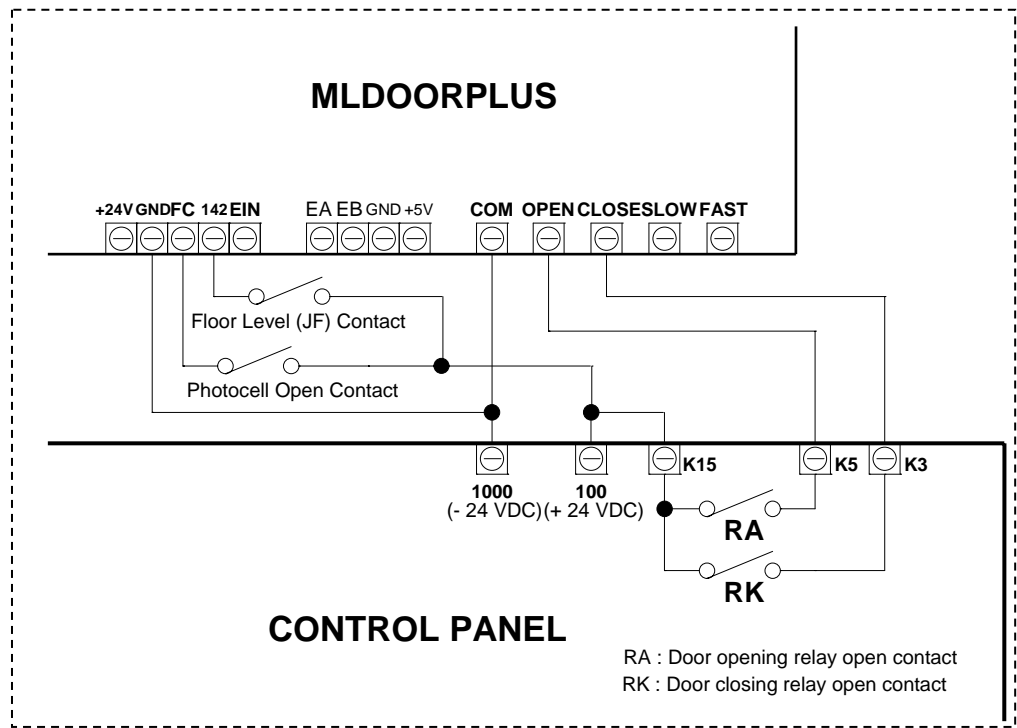 MLDOORPLUS
+24V GND FC 142 EIN EA EB GND +5V COM OPEN CLOSE SLOW FAST
Floor Level (JF) Contact
Photocell Open Contact
K15 K5 K3
1000 100
(- 24 VDC) (+ 24 VDC)
RA
RK
CONTROL PANEL
RA : Door opening relay open contact
RK : Door closing relay open contact